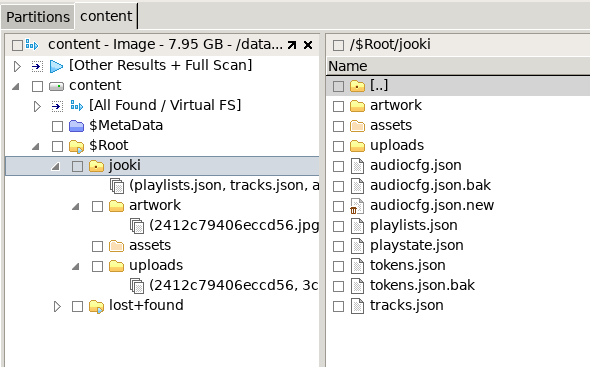 Partitions content
content - Image - 7.95 GB - /data...
[Other Results + Full Scan]
content
[All Found / Virtual FS]
$MetaData
$Root
jooki
(playlists.json, tracks.json, a
artwork
(2412c79406eccd56.jpg
assets
uploads
(2412c79406eccd56, 3c
lost+found
/$Root/jooki
Name
[..]
artwork
assets
uploads
audiocfg.json
audiocfg.json.bak
audiocfg.json.new
playlists.json
playstate.json
tokens.json
tokens.json.bak
tracks.json